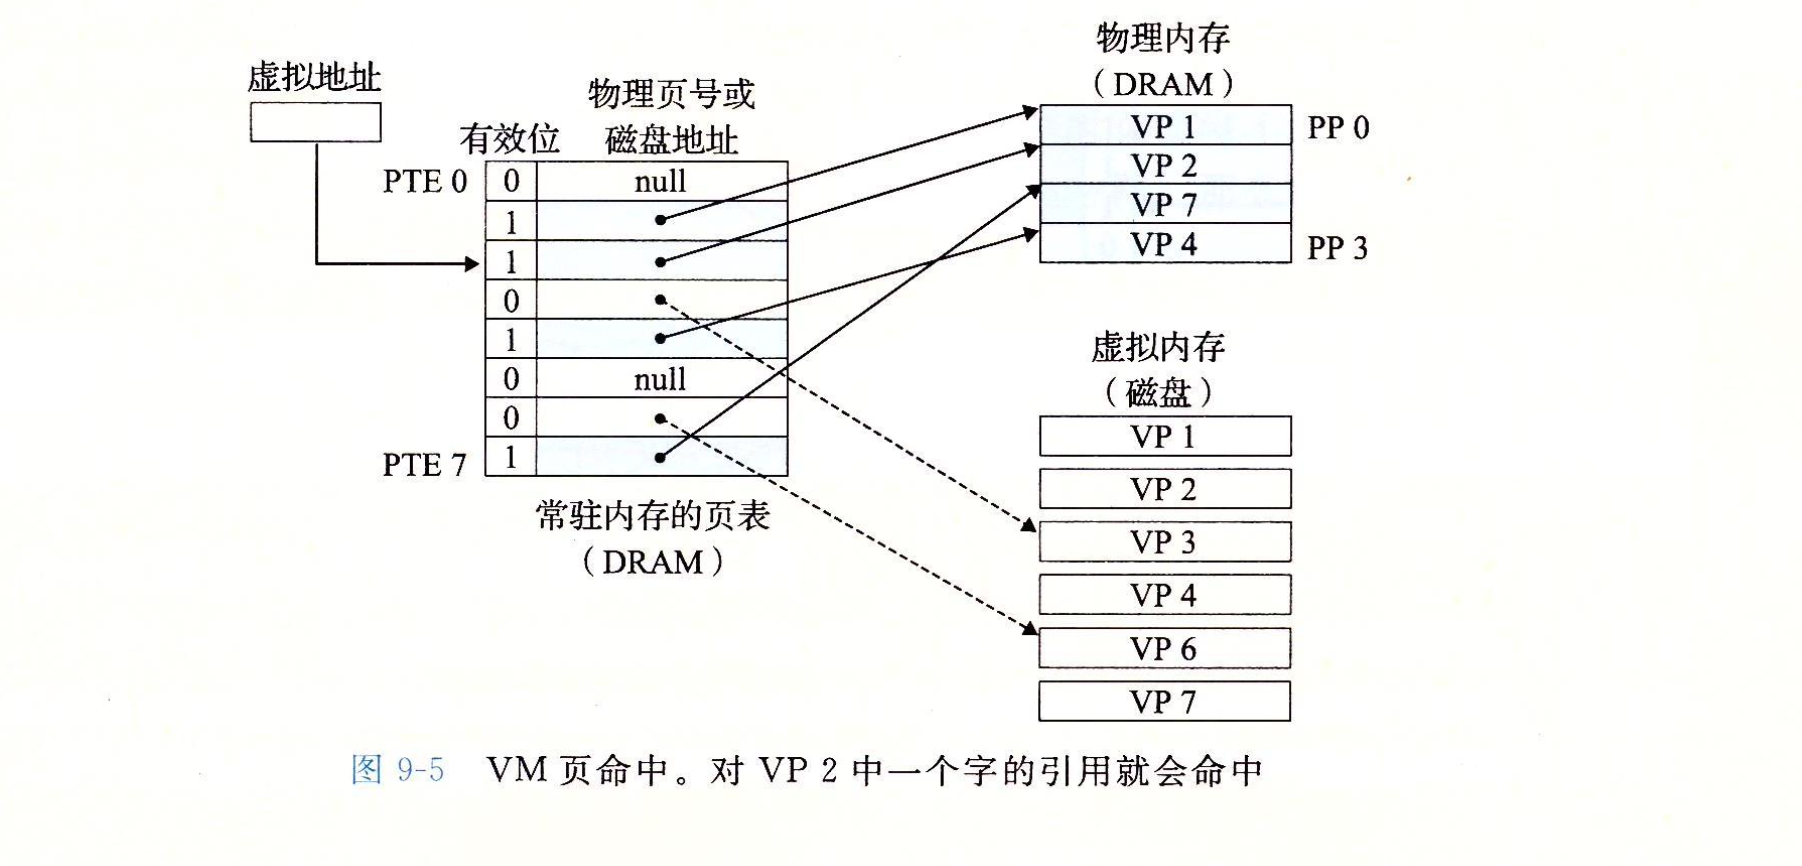 虚拟地址
物理页号或
磁盘地址
有效位
PTE 0
0
null
1
1
0
1
0
null
0
PTE 7
1
常驻内存的页表
（DRAM）
物理内存
（DRAM）
VP 1
PP 0
VP 2
VP 7
VP 4
PP 3
虚拟内存
（磁盘）
VP 1
VP 2
VP 3
VP 4
VP 6
VP 7
图 9-5 VM 页命中。对 VP 2 中一个字的引用就会命中